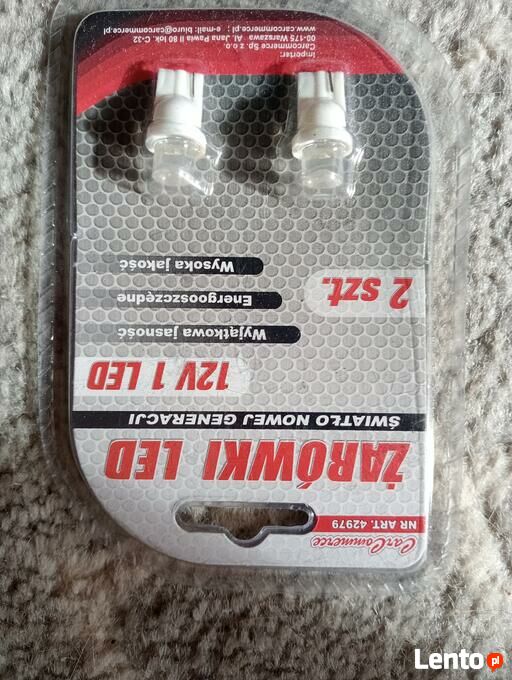 CarCommerce
NR ART. 42979
ŻARÓWKI LED
ŚWIATŁO NOWEJ GENERACJI
12V 1 LED
Wyjątkowa jasność
Energooszczędne
Wysoka jakość
2 szt.
Importer:
Carcommerce Sp. z o.o.
00-175 Warszawa Al. Jana Pawła II 80 lok. C-32
www.carcommerce.pl ; e-mail: biuro@carcommerce.pl
Lento pl